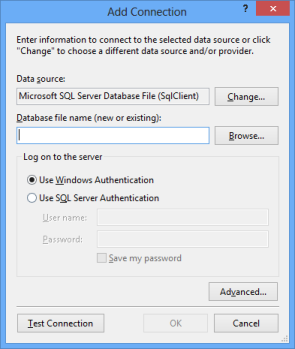 Add Connection
?
Enter information to connect to the selected data source or click
"Change" to choose a different data source and/or provider.
Data source:
Microsoft SQL Server Database File (SqlClient)
Change...
Database file name (new or existing):
Browse...
Log on to the server
Use Windows Authentication
Use SQL Server Authentication
User name:
Password:
Save my password
Advanced...
Test Connection
OK
Cancel